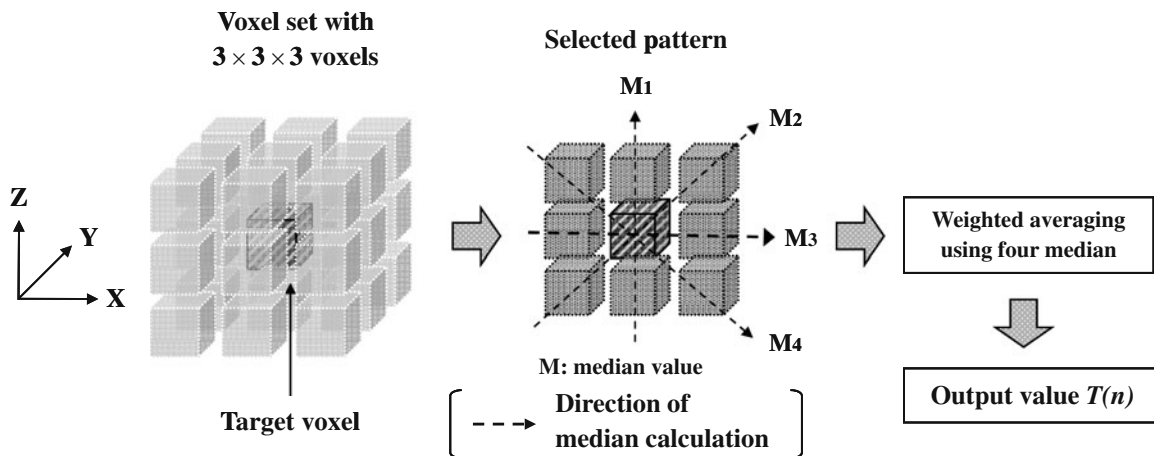 Voxel set with
3 × 3 × 3 voxels
Z
Y
X
Target voxel
Selected pattern
M1
M2
M3
M4
M: median value
Direction of
median calculation
Weighted averaging
using four median
Output value T(n)